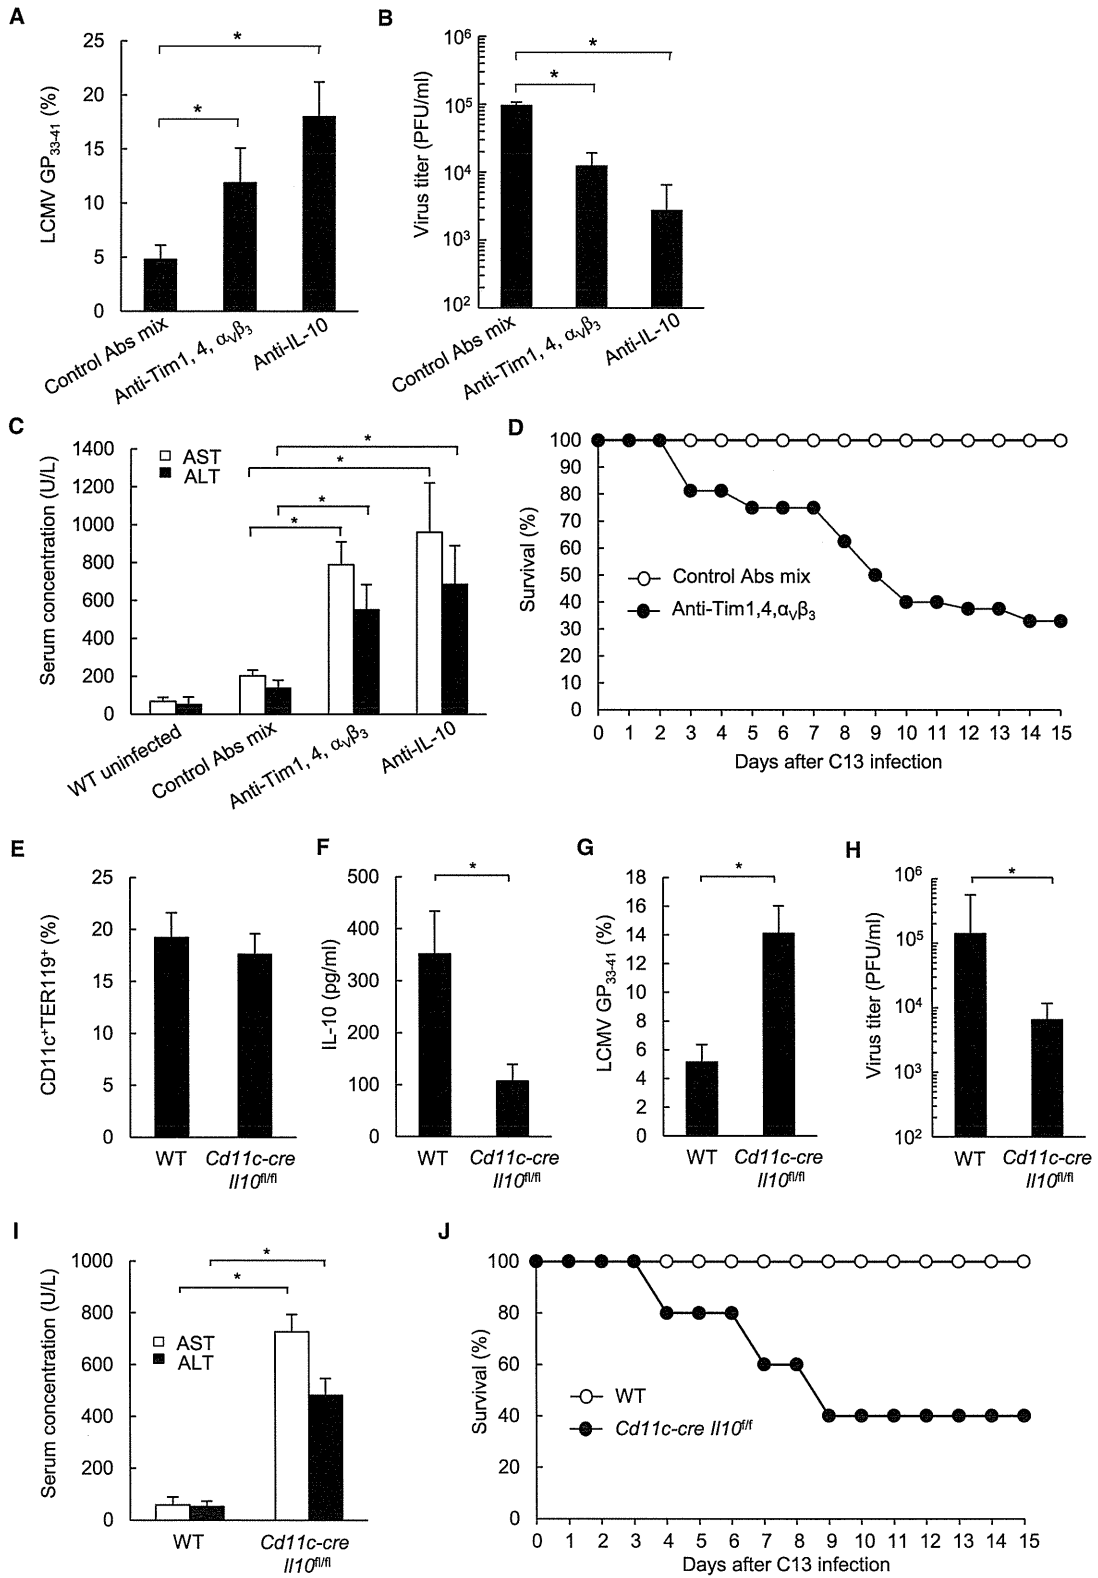 A
LCMV GP33-41 (%)
25
20
15
10
5
0
*
*
Control Abs mix
Anti-Tim1, 4, αVβ3
Anti-IL-10
B
Virus titer (PFU/ml)
10^6
10^5
10^4
10^3
10^2
*
*
Control Abs mix
Anti-Tim1, 4, αVβ3
Anti-IL-10
C
Serum concentration (U/L)
1400
1200
1000
800
600
400
200
0
AST
ALT
*
*
*
*
WT uninfected
Control Abs mix
Anti-Tim1, 4, αVβ3
Anti-IL-10
D
Survival (%)
100
90
80
70
60
50
40
30
20
10
0
Control Abs mix
Anti-Tim1,4,αVβ3
0 1 2 3 4 5 6 7 8 9 10 11 12 13 14 15
Days after C13 infection
E
CD11c+TER119+ (%)
25
20
15
10
5
0
WT
Cd11c-cre
Il10fl/fl
F
IL-10 (pg/ml)
500
400
300
200
100
0
*
WT
Cd11c-cre
Il10fl/fl
G
LCMV GP33-41 (%)
18
16
14
12
10
8
6
4
2
0
*
WT
Cd11c-cre
Il10fl/fl
H
Virus titer (PFU/ml)
10^6
10^5
10^4
10^3
10^2
*
WT
Cd11c-cre
Il10fl/fl
I
Serum concentration (U/L)
1000
800
600
400
200
0
AST
ALT
*
*
WT
Cd11c-cre
Il10fl/fl
J
Survival (%)
100
80
60
40
20
0
WT
Cd11c-cre Il10f/f
0 1 2 3 4 5 6 7 8 9 10 11 12 13 14 15
Days after C13 infection